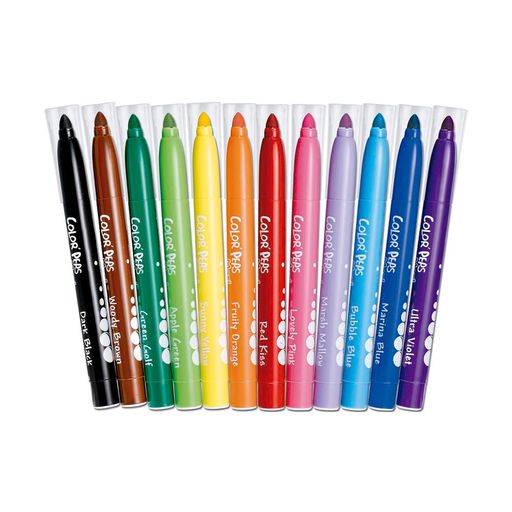 COLOR'PEPS
Dark Black
COLOR'PEPS
Woody Brown
COLOR'PEPS
Green Golf
COLOR'PEPS
Apple Green
COLOR'PEPS
Sunny Yellow
COLOR'PEPS
Fruity Orange
COLOR'PEPS
Red Kiss
COLOR'PEPS
Lovely Pink
COLOR'PEPS
Marsh Mallow
COLOR'PEPS
Bubble Blue
COLOR'PEPS
Marina Blue
COLOR'PEPS
Ultra Violet